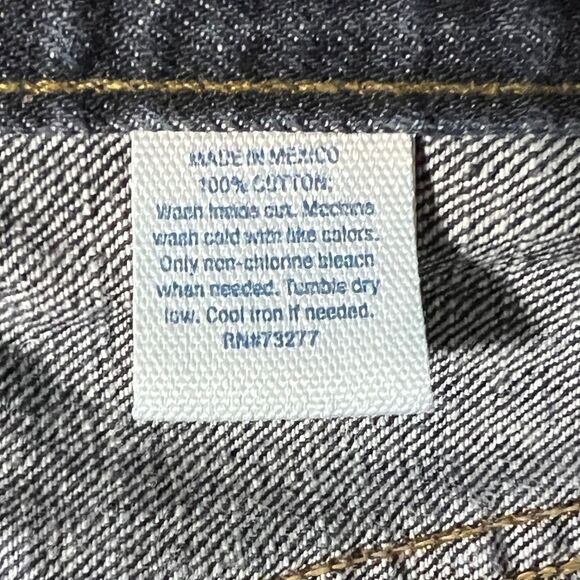 MADE IN MEXICO
100% COTTON:
Wash inside out. Machine
wash cold with like colors.
Only non-chlorine bleach
when needed. Tumble dry
low. Cool iron if needed.
RN#73277